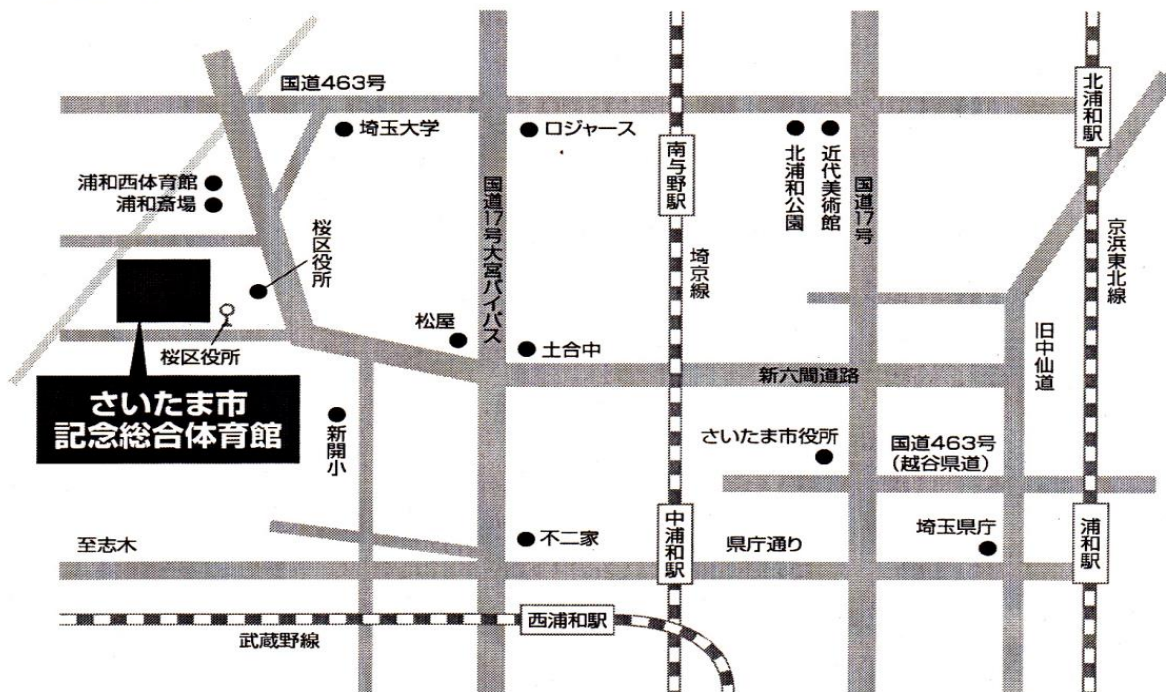 国道463号
埼玉大学
ロジャース
北浦和駅
南与野駅
北浦和公園
近代美術館
国道17号大宮バイパス
国道17号
浦和西体育館
浦和斎場
桜区役所
埼京線
京浜東北線
松屋
土合中
旧中仙道
桜区役所
新六間道路
さいたま市
記念総合体育館
新開小
さいたま市役所
国道463号
(越谷県道)
至志木
不二家
中浦和駅
県庁通り
埼玉県庁
浦和駅
西浦和駅
武蔵野線